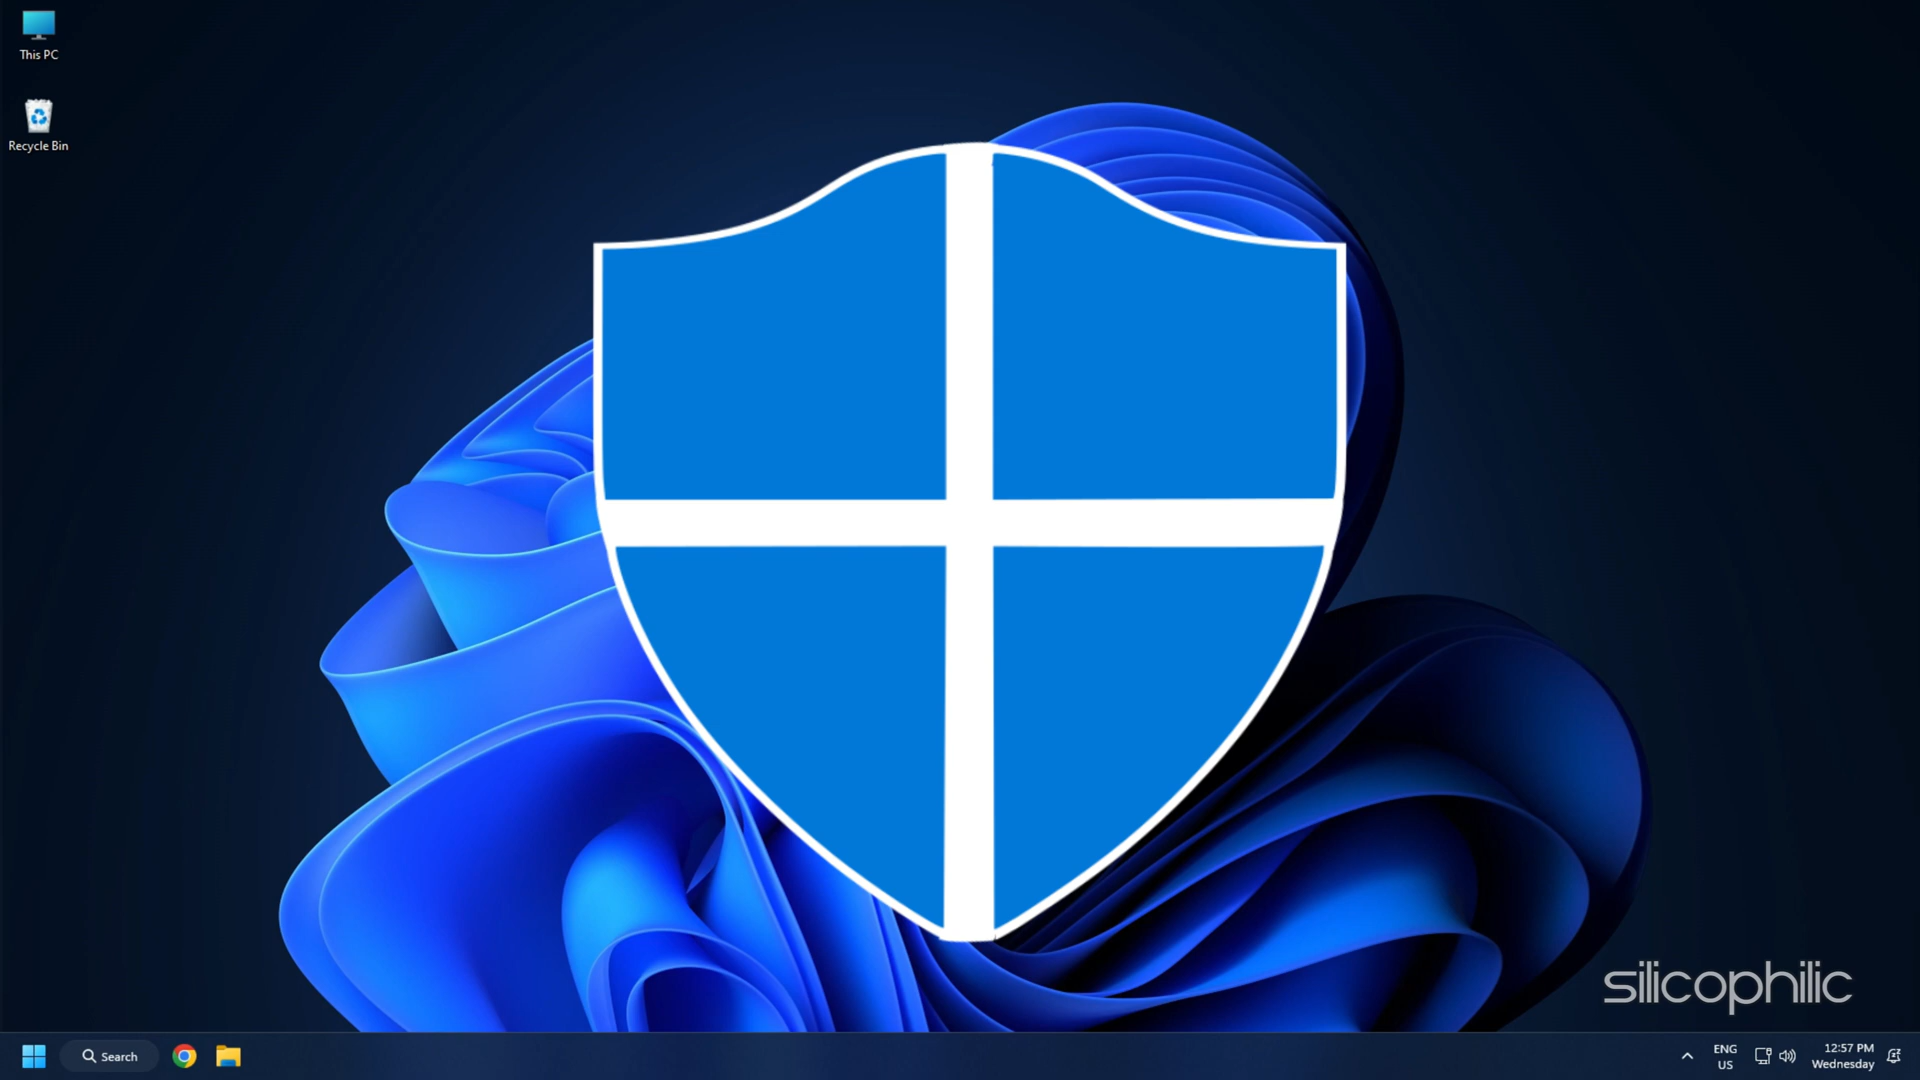 This PC
Recycle Bin
silicophilic
Search
ENG
US
12:57 PM
Wednesday